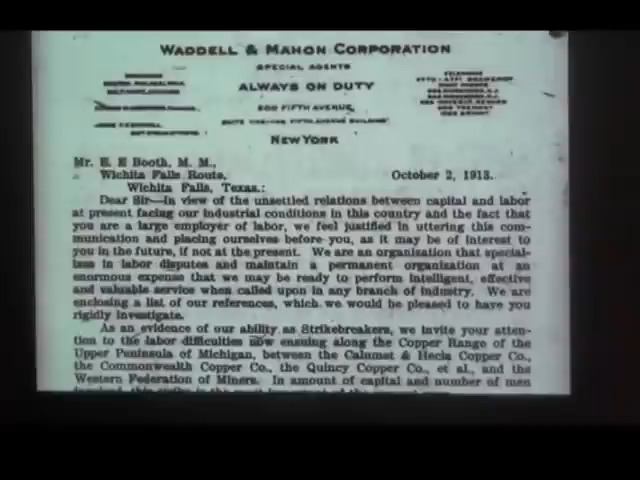 WADDELL & MAHON CORPORATION
SPECIAL AGENTS
ALWAYS ON DUTY
200 FIFTH AVENUE
NEW YORK
Mr. E. E Booth, M. M.,
Wichita Falls Route, October 2, 1913.
Wichita Falls, Texas.:
Dear Sir—In view of the unsettled relations between capital and labor
at present facing our industrial conditions in this country and the fact that
you are a large employer of labor, we feel justified in uttering this com-
munication and placing ourselves before you, as it may be of interest to
you in the future, if not at the present. We are an organization that special-
izes in labor disputes and maintain a permanent organization at an
enormous expense that we may be ready to perform intelligent, effective
and valuable service when called upon in any branch of industry. We are
enclosing a list of our references, which we would be pleased to have you
rigidly investigate.
As an evidence of our ability as Strikebreakers, we invite your atten-
tion to the labor difficulties now ensuing along the Copper Range of the
Upper Peninsula of Michigan, between the Calumet & Hecla Copper Co.,
the Commonwealth Copper Co., the Quincy Copper Co., et al., and the
Western Federation of Miners. In amount of capital and number of men